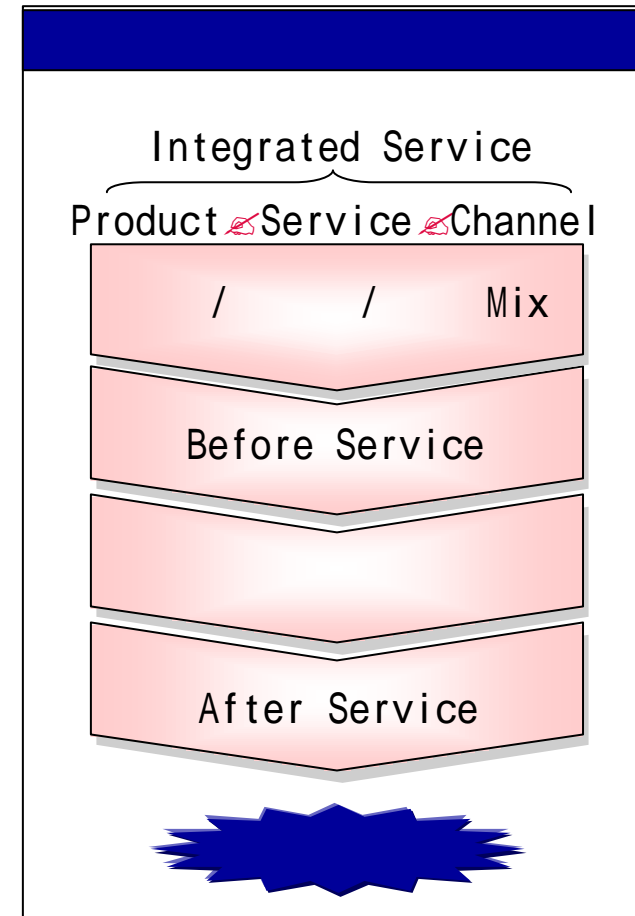 Integrated Service
Product✍Service✍Channel
/ / Mix
Before Service
After Service